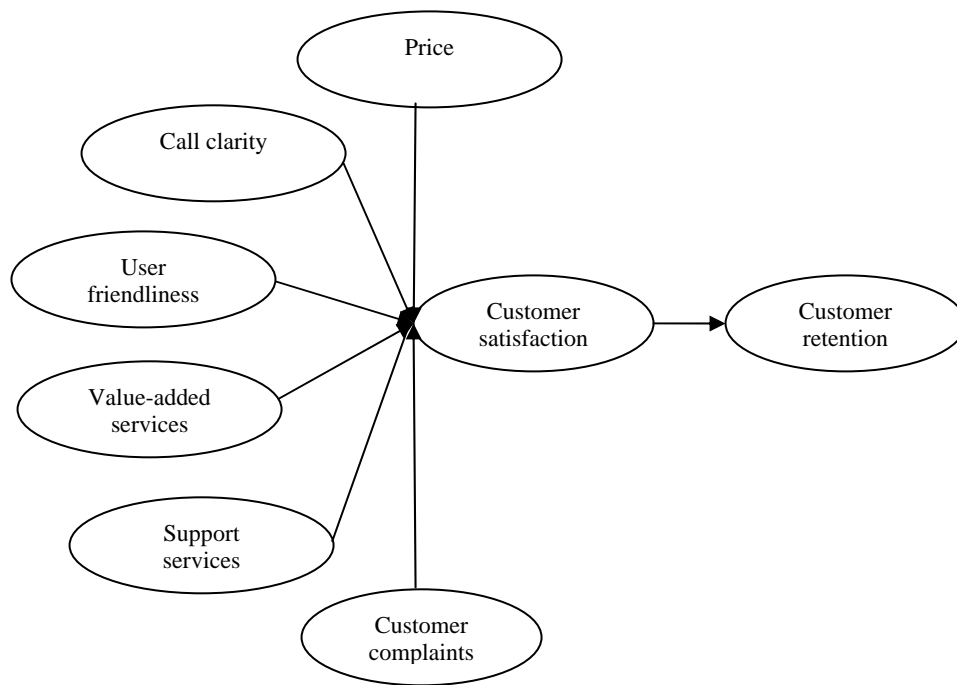 Price
Call clarity
User
friendliness
Customer
satisfaction
Customer
retention
Value-added
services
Support
services
Customer
complaints